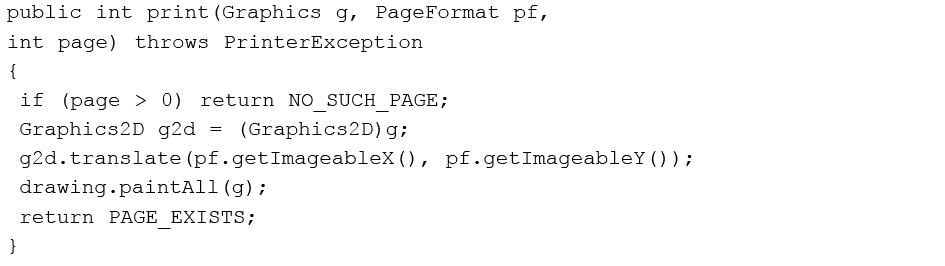 public int print(Graphics g, PageFormat pf,
int page) throws PrinterException
{
if (page > 0) return NO_SUCH_PAGE;
Graphics2D g2d = (Graphics2D)g;
g2d.translate(pf.getImageableX(), pf.getImageableY());
drawing.paintAll(g);
return PAGE_EXISTS;
}